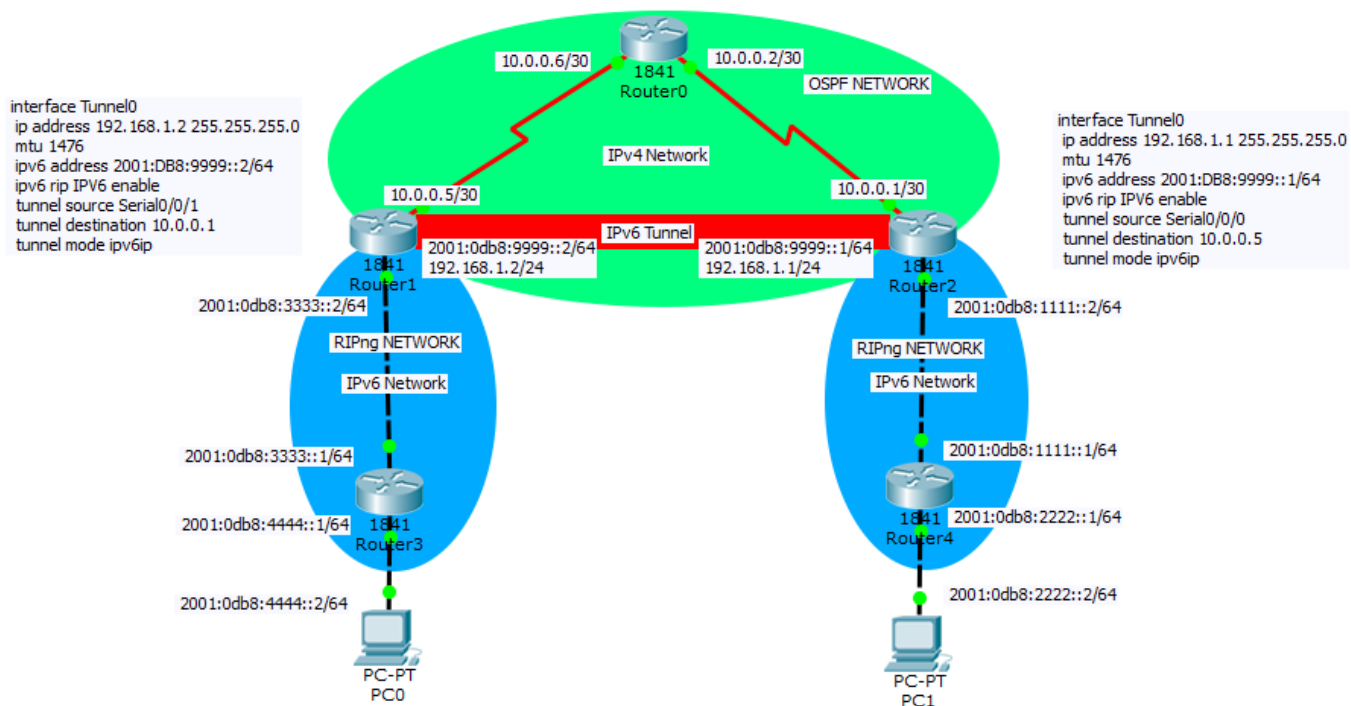 10.0.0.6/30
10.0.0.2/30
1841
Router0
OSPF NETWORK
interface Tunnel0
ip address 192.168.1.2 255.255.255.0
mtu 1476
ipv6 address 2001:DB8:9999::2/64
ipv6 rip IPV6 enable
tunnel source Serial0/0/1
tunnel destination 10.0.0.1
tunnel mode ipv6ip
interface Tunnel0
ip address 192.168.1.1 255.255.255.0
mtu 1476
ipv6 address 2001:DB8:9999::1/64
ipv6 rip IPV6 enable
tunnel source Serial0/0/0
tunnel destination 10.0.0.5
tunnel mode ipv6ip
IPv4 Network
10.0.0.5/30
10.0.0.1/30
IPv6 Tunnel
2001:0db8:9999::2/64
192.168.1.2/24
2001:0db8:9999::1/64
192.168.1.1/24
1841
Router1
1841
Router2
2001:0db8:3333::2/64
2001:0db8:1111::2/64
RIPng NETWORK
RIPng NETWORK
IPv6 Network
IPv6 Network
2001:0db8:3333::1/64
2001:0db8:1111::1/64
2001:0db8:4444::1/64
1841
Router3
2001:0db8:2222::1/64
1841
Router4
2001:0db8:4444::2/64
2001:0db8:2222::2/64
PC-PT
PC0
PC-PT
PC1